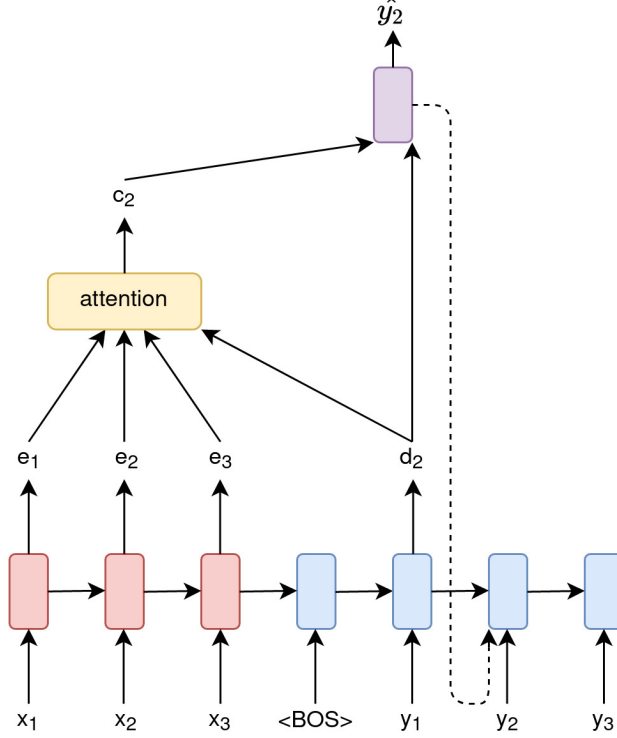 ŷ₂
c₂
attention
e₁ e₂ e₃ d₂
x₁ x₂ x₃ <BOS> y₁ y₂ y₃